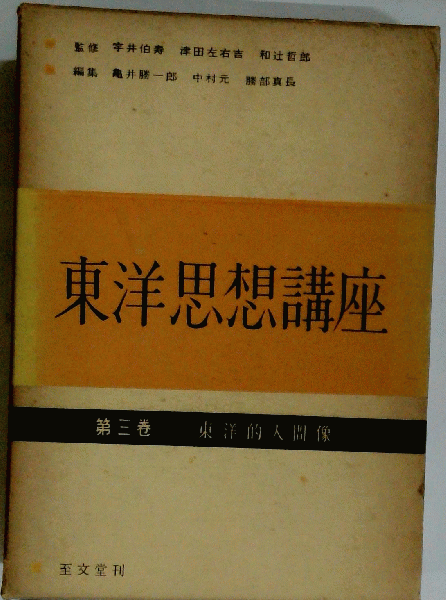 監修 宇井伯寿 津田左右吉 和辻哲郎
編集 亀井勝一郎 中村元 勝部真長
東洋思想講座
第三巻 東洋的人間像
至文堂刊